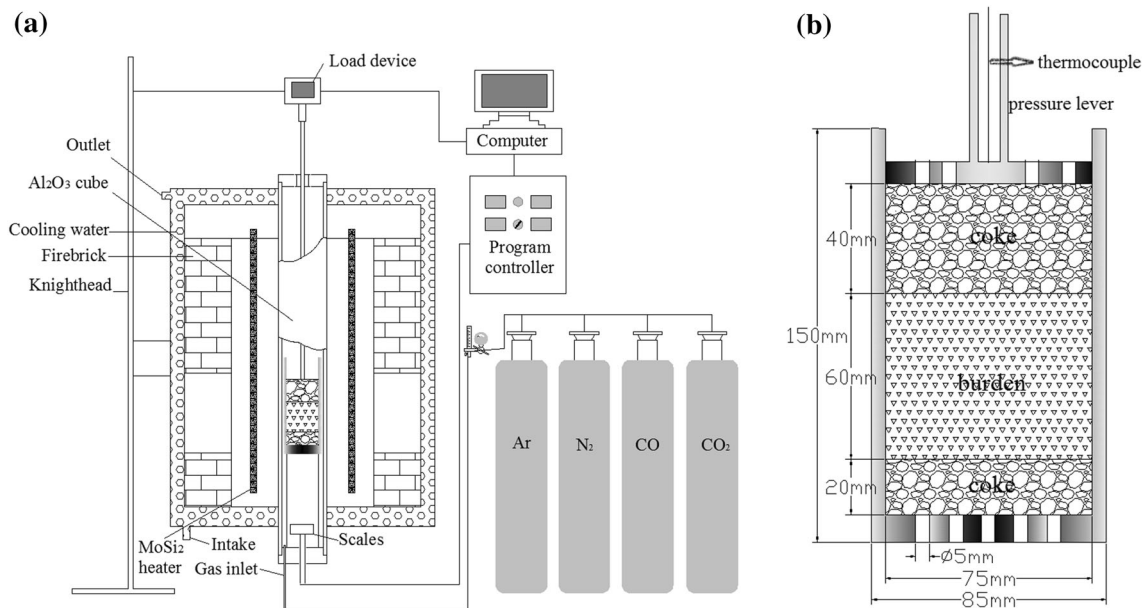 (a)
Load device
Computer
Outlet
Al2O3 cube
Cooling water
Firebrick
Knighthead
Program
controller
Ar
N2
CO
CO2
MoSi2
heater
Intake
Gas inlet
Scales
(b)
thermocouple
pressure lever
40mm
coke
150mm
60mm
burden
20mm
coke
Ø5mm
75mm
85mm